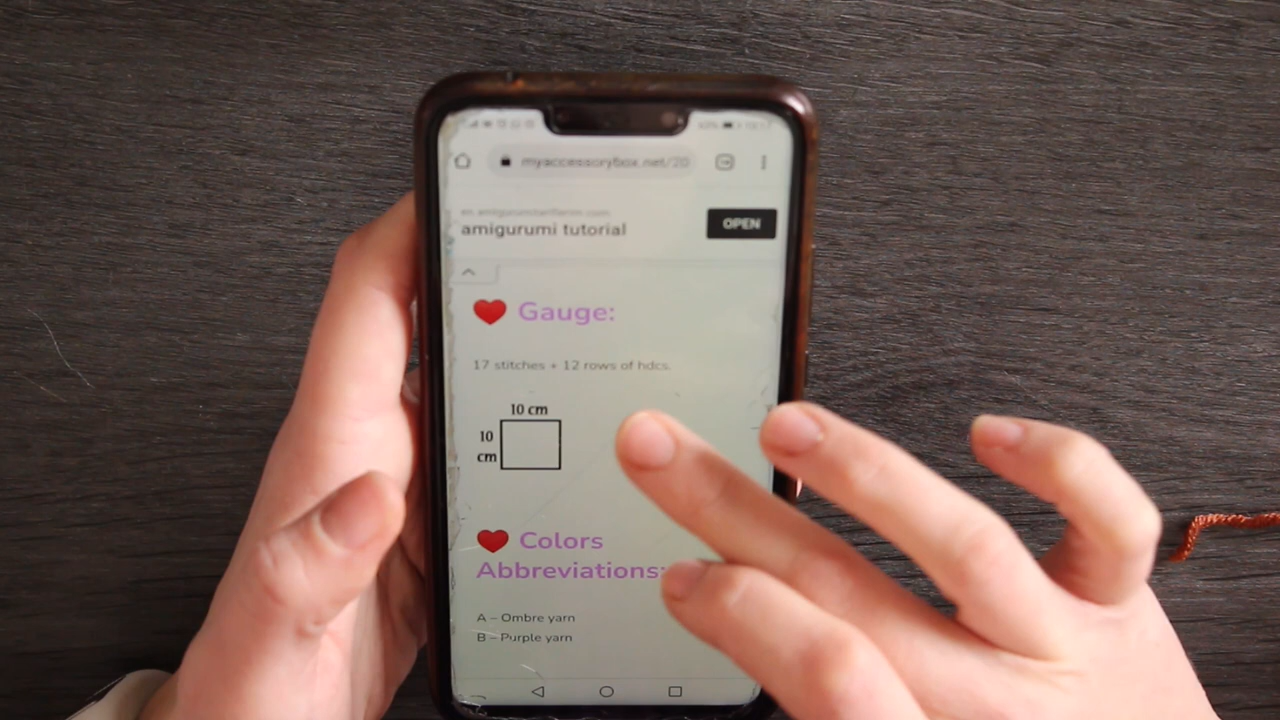 myaccessorybox.net/20
amigurumi tutorial
OPEN
Gauge:
17 stitches + 12 rows of hdcs.
10 cm
10
cm
Colors
Abbreviations:
A – Ombre yarn
B – Purple yarn